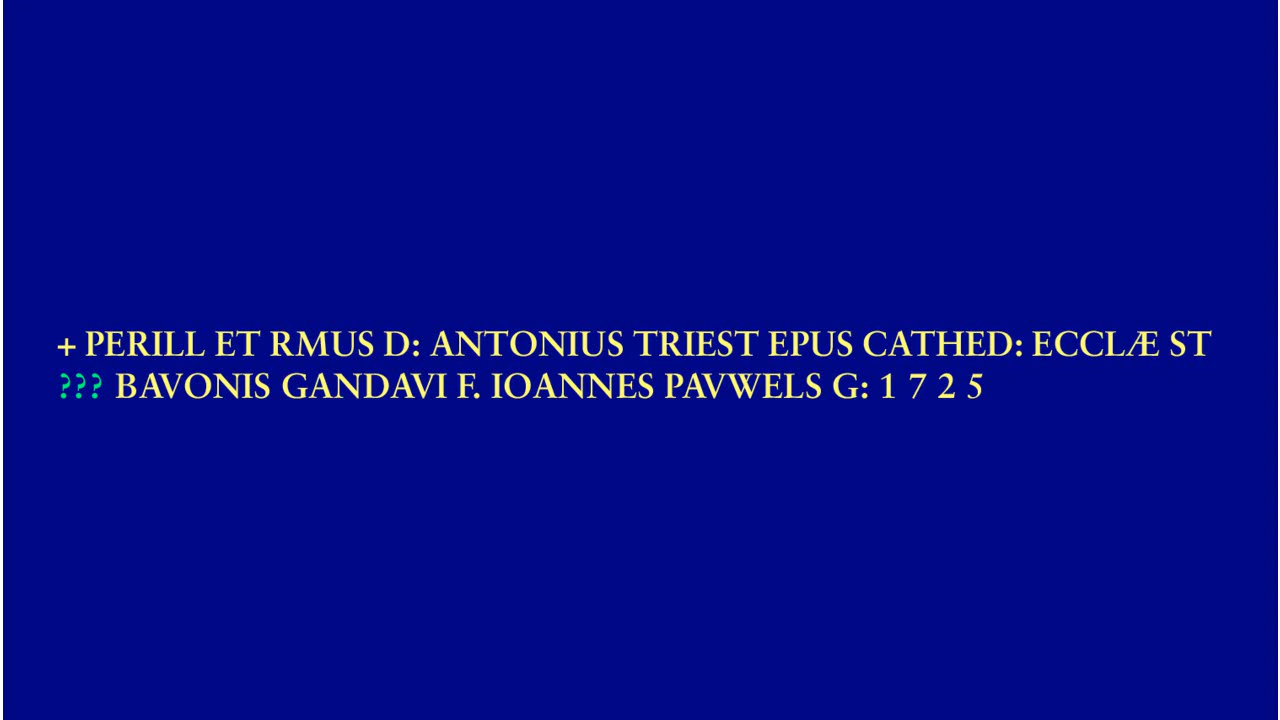 + PERILL ET RMUS D: ANTONIUS TRIEST EPUS CATHED: ECCLÆ ST
??? BAVONIS GANDAVI F. IOANNES PAVWELS G: 1 7 2 5